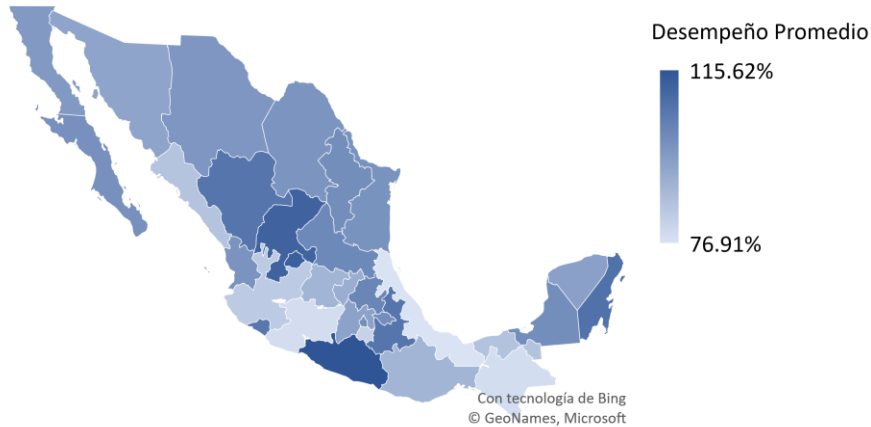 Desempeño Promedio
115.62%
76.91%
Con tecnología de Bing
© GeoNames, Microsoft